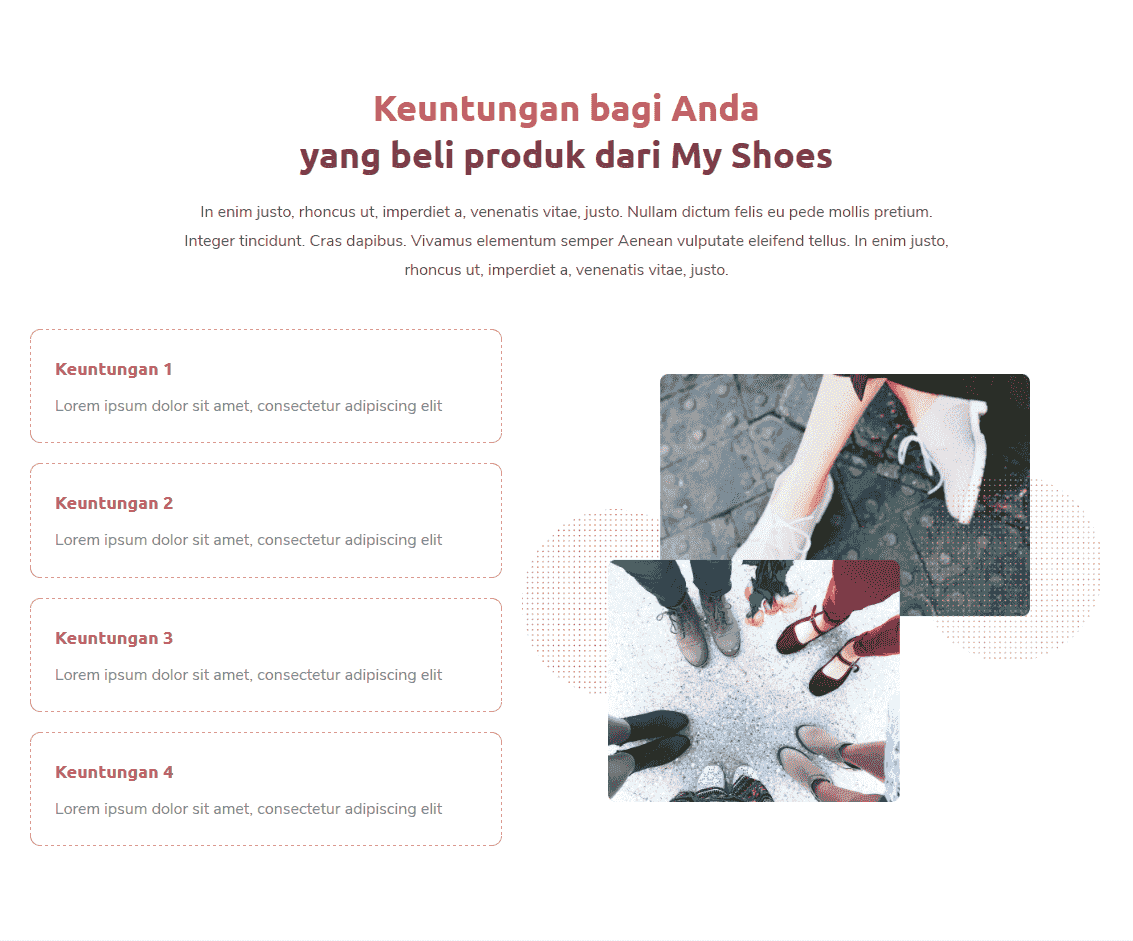 Keuntungan bagi Anda
yang beli produk dari My Shoes
In enim justo, rhoncus ut, imperdiet a, venenatis vitae, justo. Nullam dictum felis eu pede mollis pretium.
Integer tincidunt. Cras dapibus. Vivamus elementum semper Aenean vulputate eleifend tellus. In enim justo,
rhoncus ut, imperdiet a, venenatis vitae, justo.
Keuntungan 1
Lorem ipsum dolor sit amet, consectetur adipiscing elit
Keuntungan 2
Lorem ipsum dolor sit amet, consectetur adipiscing elit
Keuntungan 3
Lorem ipsum dolor sit amet, consectetur adipiscing elit
Keuntungan 4
Lorem ipsum dolor sit amet, consectetur adipiscing elit